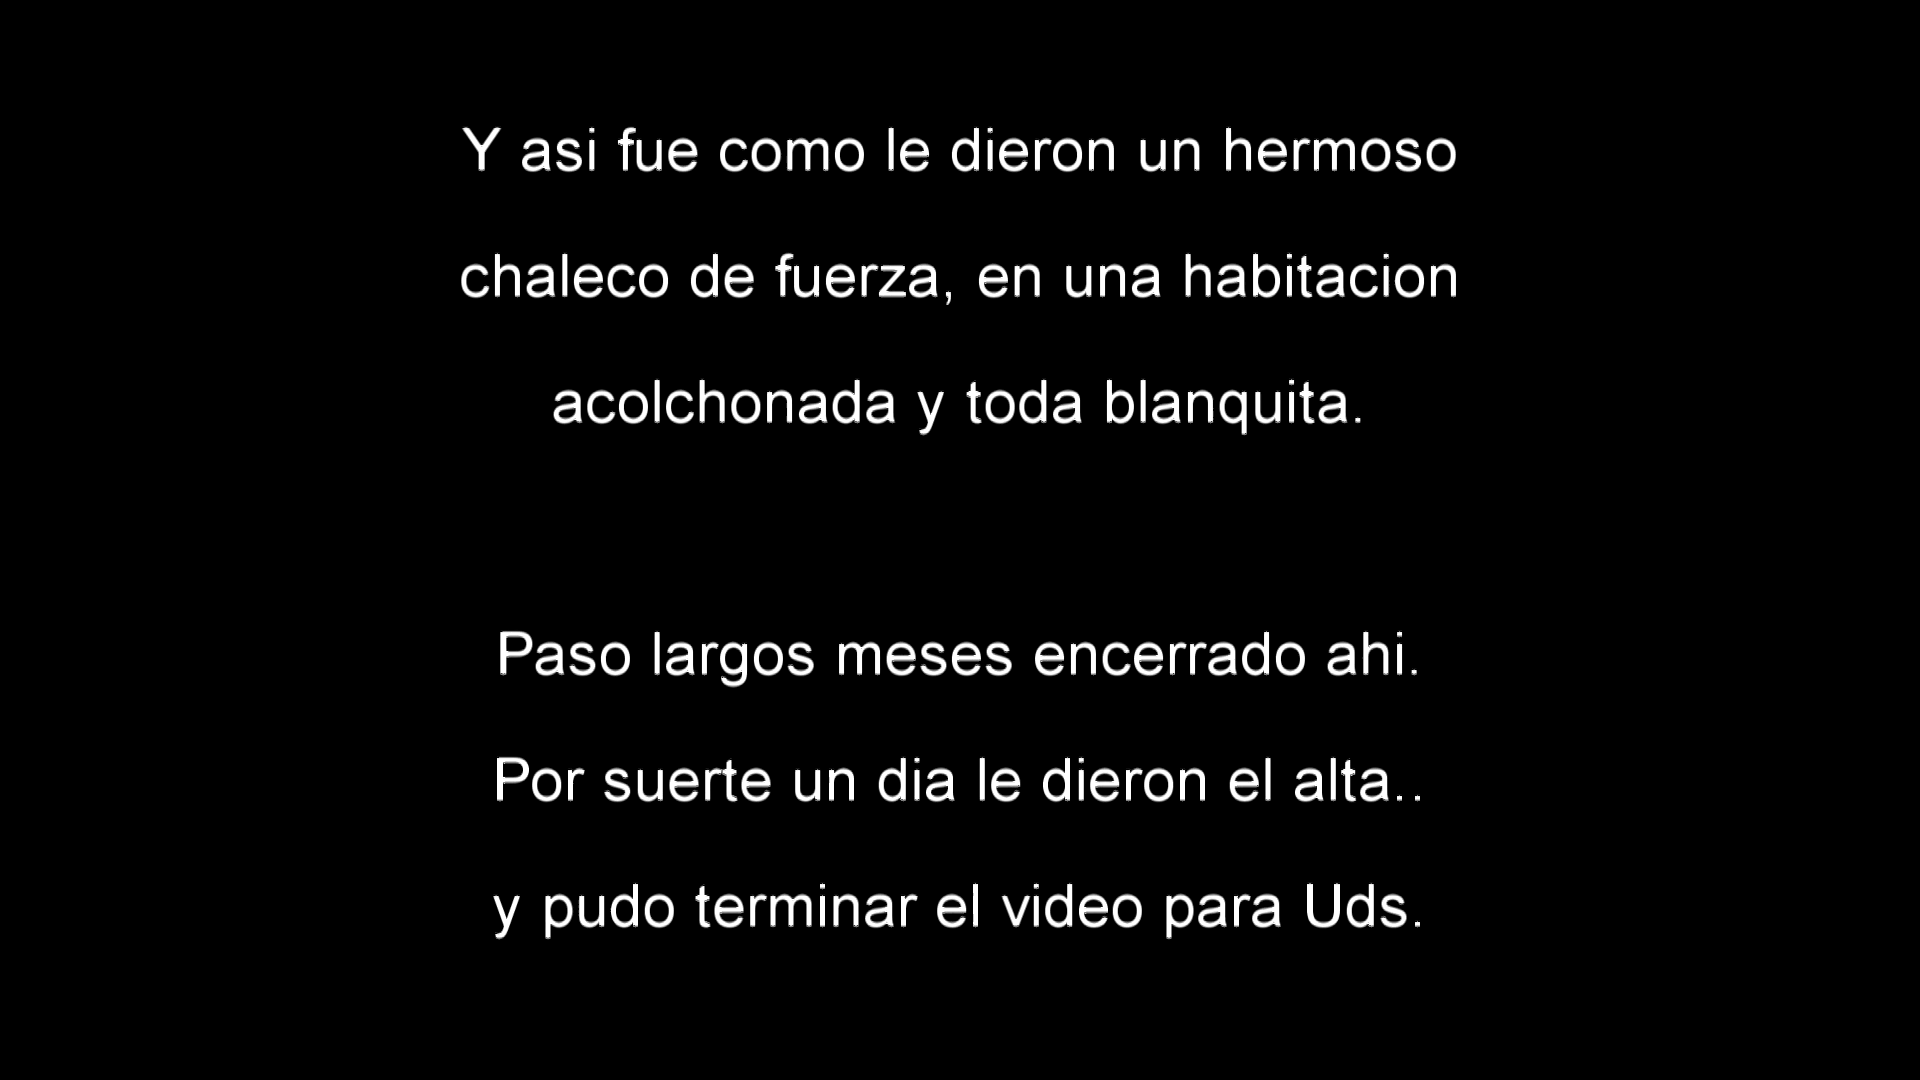 Y asi fue como le dieron un hermoso
chaleco de fuerza, en una habitacion
acolchonada y toda blanquita.
Paso largos meses encerrado ahi.
Por suerte un dia le dieron el alta..
y pudo terminar el video para Uds.